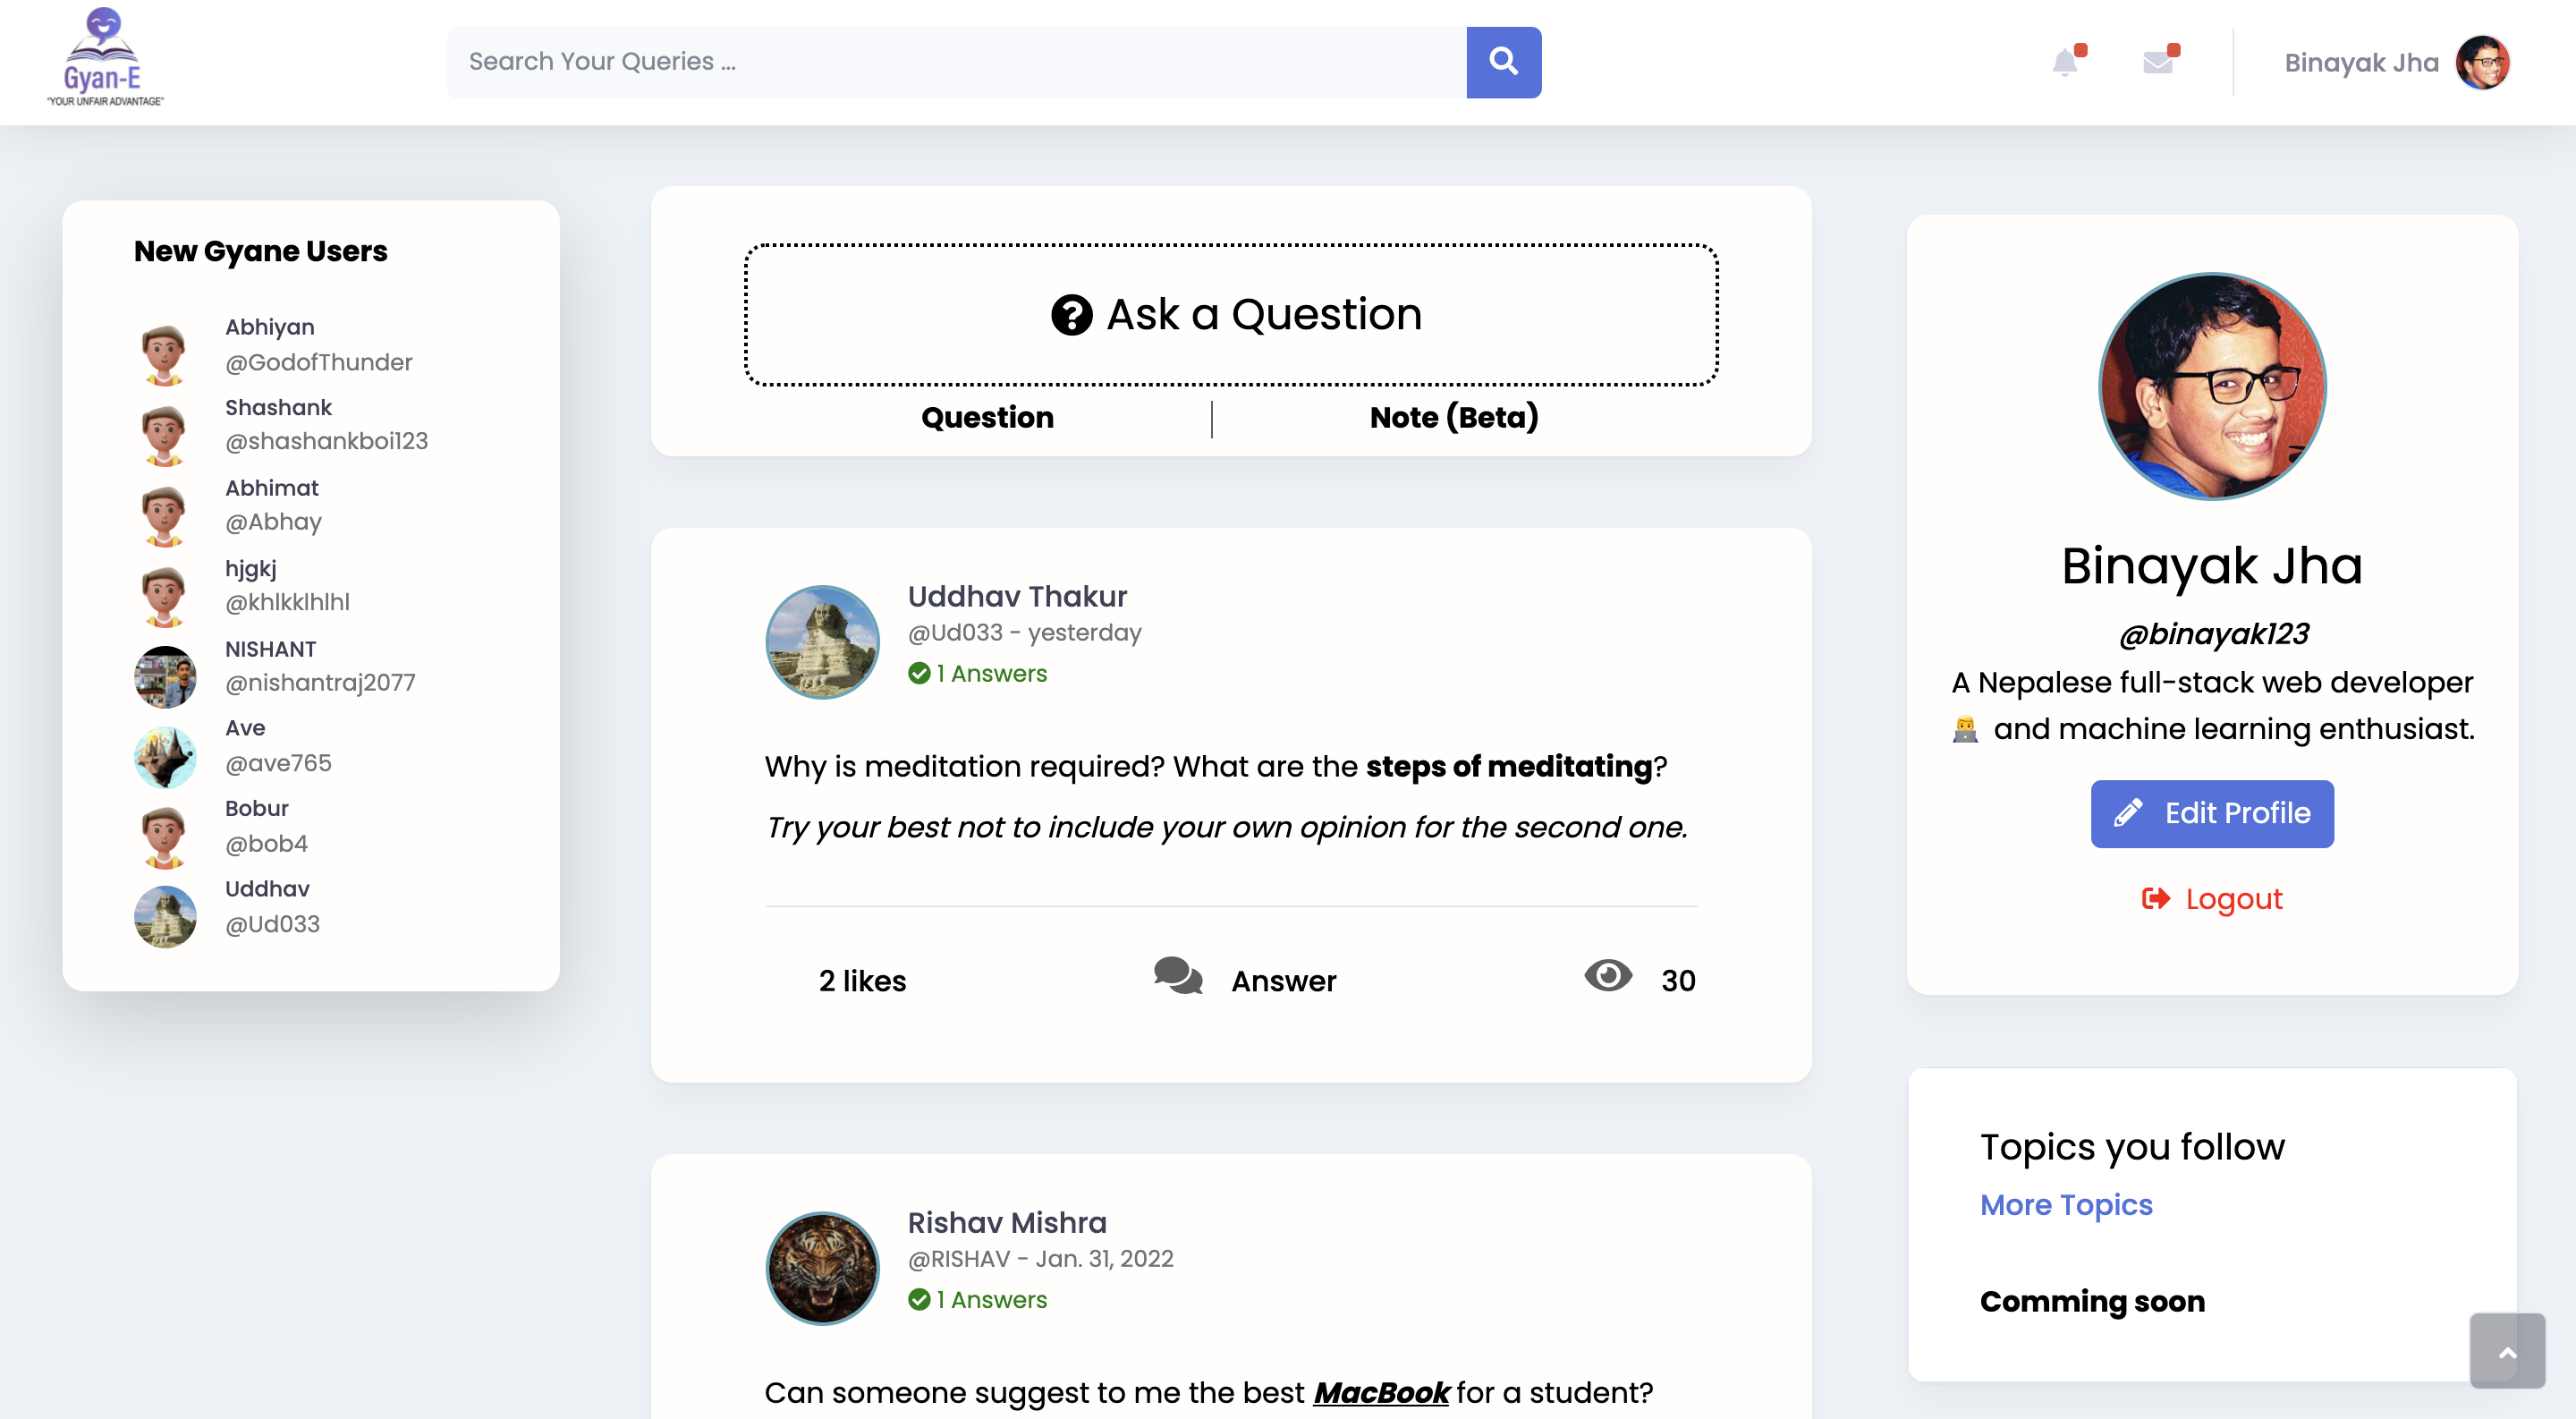 Gyan-E
"YOUR UNFAIR ADVANTAGE"
Search Your Queries ...
Binayak Jha
New Gyane Users
Abhiyan
@GodofThunder
Shashank
@shashankboi123
Abhimat
@Abhay
hjgkj
@khlkklhlhl
NISHANT
@nishantraj2077
Ave
@ave765
Bobur
@bob4
Uddhav
@Ud033
Ask a Question
Question
Note (Beta)
Uddhav Thakur
@Ud033 - yesterday
1 Answers
Why is meditation required? What are the steps of meditating?
Try your best not to include your own opinion for the second one.
2 likes
Answer
30
Rishav Mishra
@RISHAV - Jan. 31, 2022
1 Answers
Can someone suggest to me the best MacBook for a student?
Binayak Jha
@binayak123
A Nepalese full-stack web developer
👨‍💻 and machine learning enthusiast.
Edit Profile
Logout
Topics you follow
More Topics
Comming soon